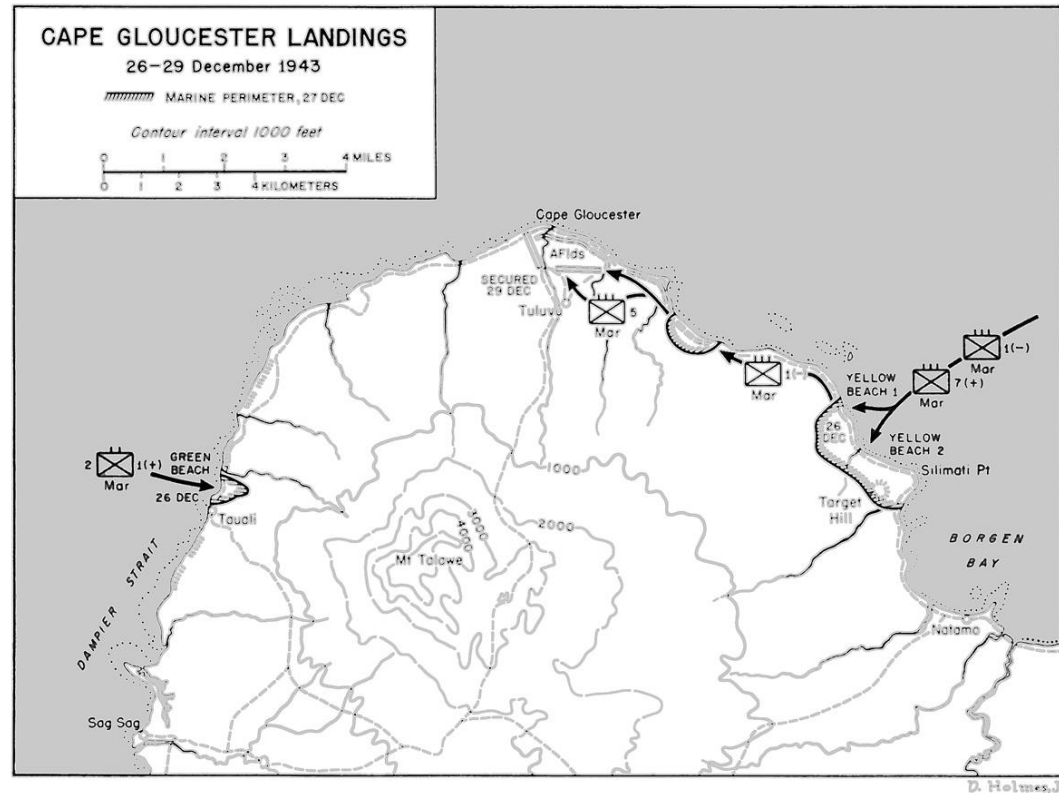 CAPE GLOUCESTER LANDINGS
26–29 December 1943
MARINE PERIMETER, 27 DEC
Contour interval 1000 feet
0 1 2 3 4 MILES
0 1 2 3 4 KILOMETERS
Cape Gloucester
AFlds
SECURED
29 DEC
Tuluvu
5
Mar
1(-)
Mar
1(-)
Mar
7(+)
Mar
YELLOW
BEACH 1
YELLOW
BEACH 2
26
DEC
Silimati Pt
Target
Hill
BORGEN
BAY
Natamo
2
1(+)
Mar
GREEN
BEACH
26 DEC
Tauali
DAMPIER STRAIT
Sag Sag
1000
2000
3000
4000
Mt Talawe
D. Holmes, Jr